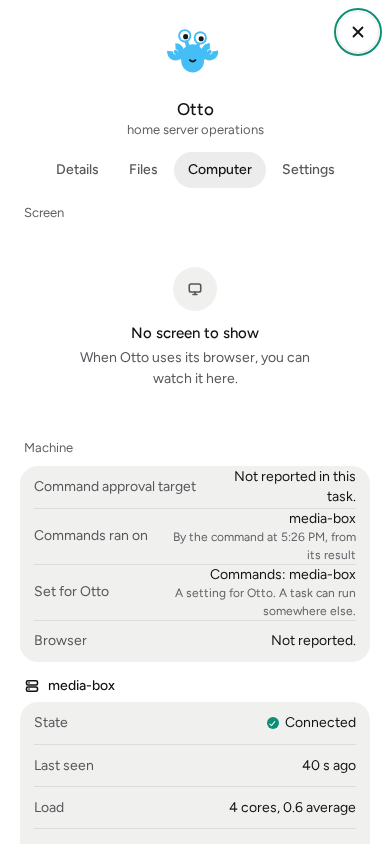 Otto
home server operations
Details Files Computer Settings
Screen
No screen to show
When Otto uses its browser, you can
watch it here.
Machine
Command approval target Not reported in this
task.
Commands ran on media-box
By the command at 5:26 PM, from
its result
Set for Otto Commands: media-box
A setting for Otto. A task can run
somewhere else.
Browser Not reported.
media-box
State Connected
Last seen 40 s ago
Load 4 cores, 0.6 average